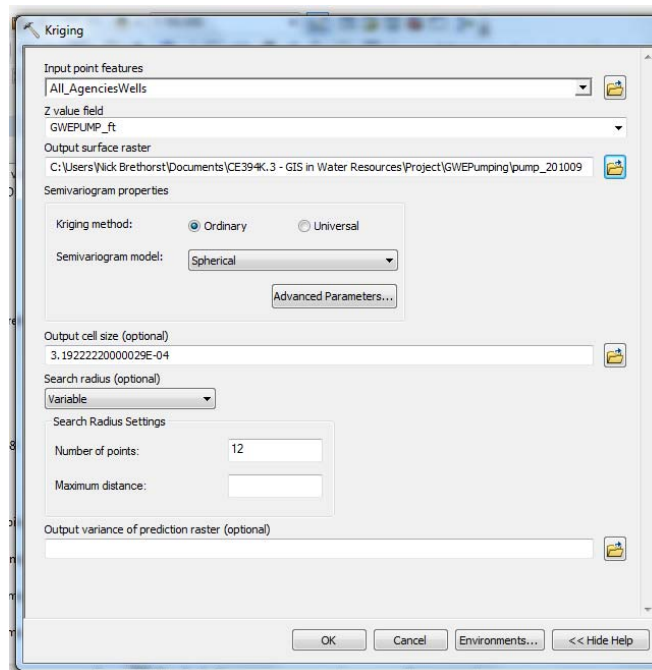 Kriging
Input point features
All_AgenciesWells
Z value field
GWEPUMP_ft
Output surface raster
C:\Users\Nick Brethorst\Documents\CE394K.3 - GIS in Water Resources\Project\GWEPumping\pump_201009
Semivariogram properties
Kriging method: Ordinary Universal
Semivariogram model: Spherical
Advanced Parameters...
Output cell size (optional)
3.19222220000029E-04
Search radius (optional)
Variable
Search Radius Settings
Number of points: 12
Maximum distance:
Output variance of prediction raster (optional)
OK Cancel Environments... << Hide Help